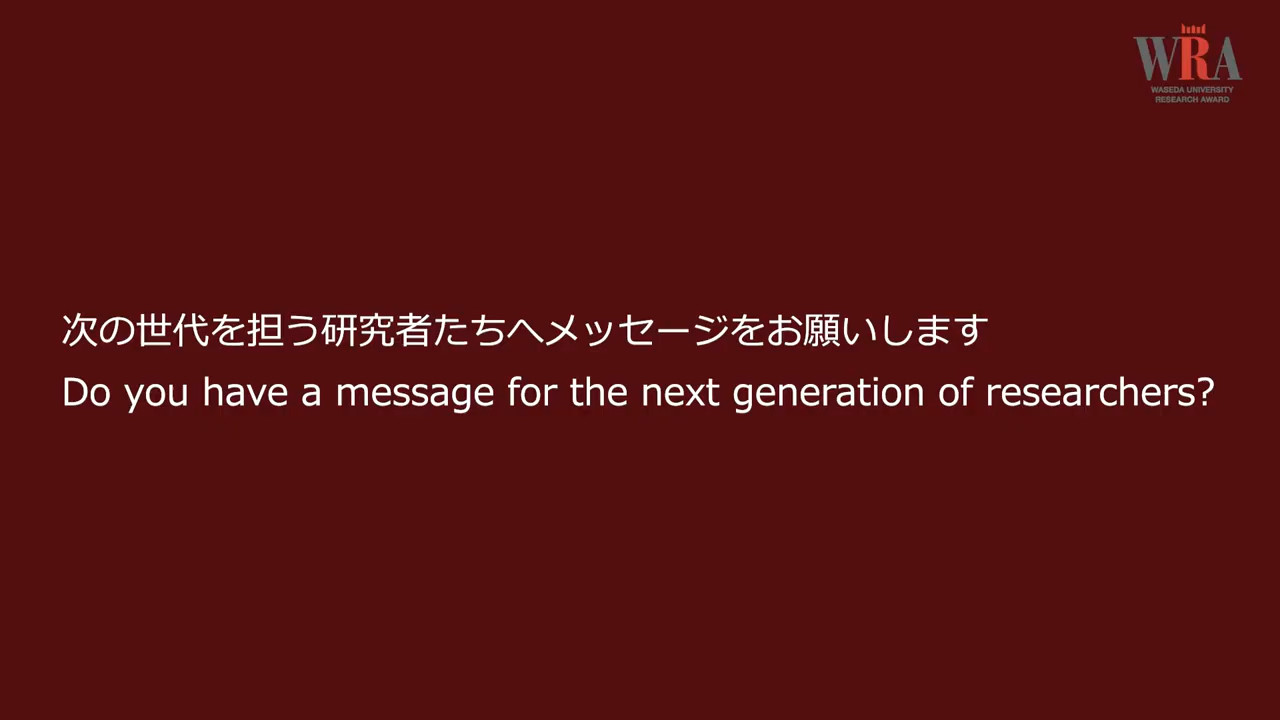 WRA
WASEDA UNIVERSITY
RESEARCH AWARD
次の世代を担う研究者たちへメッセージをお願いします
Do you have a message for the next generation of researchers?